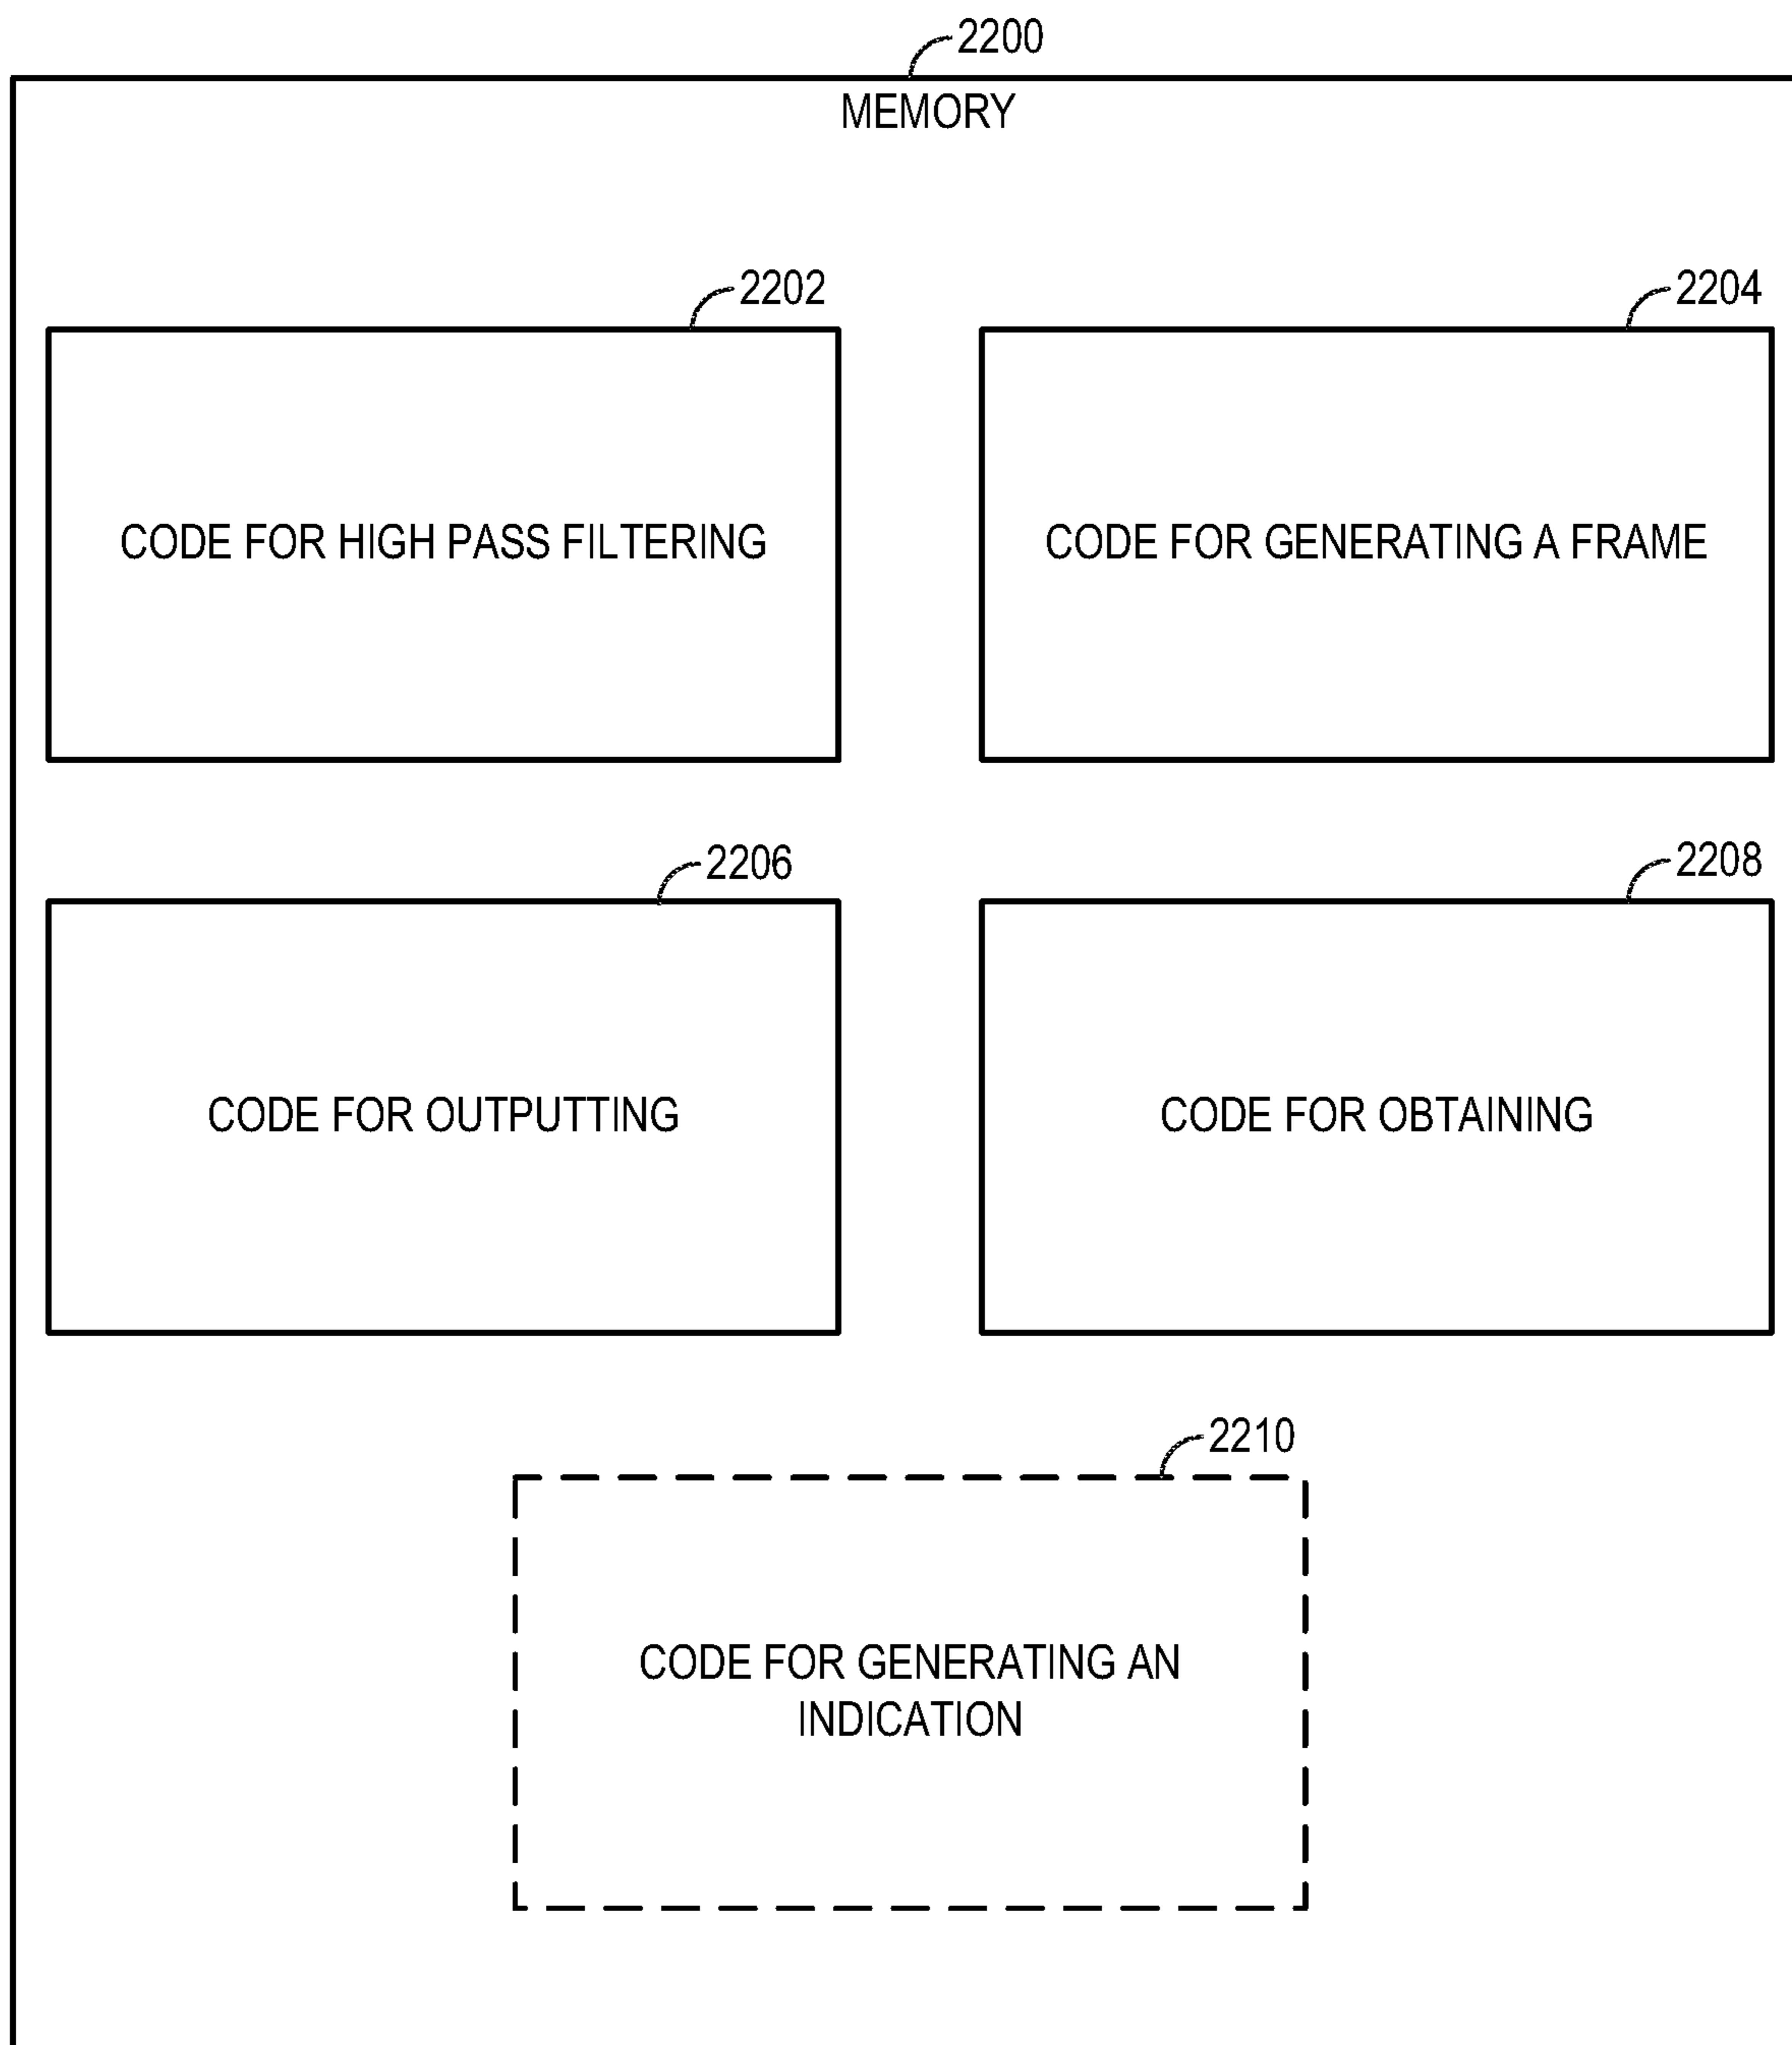 2200
MEMORY
2202
2204
CODE FOR HIGH PASS FILTERING
CODE FOR GENERATING A FRAME
2206
2208
CODE FOR OUTPUTTING
CODE FOR OBTAINING
2210
CODE FOR GENERATING AN
INDICATION